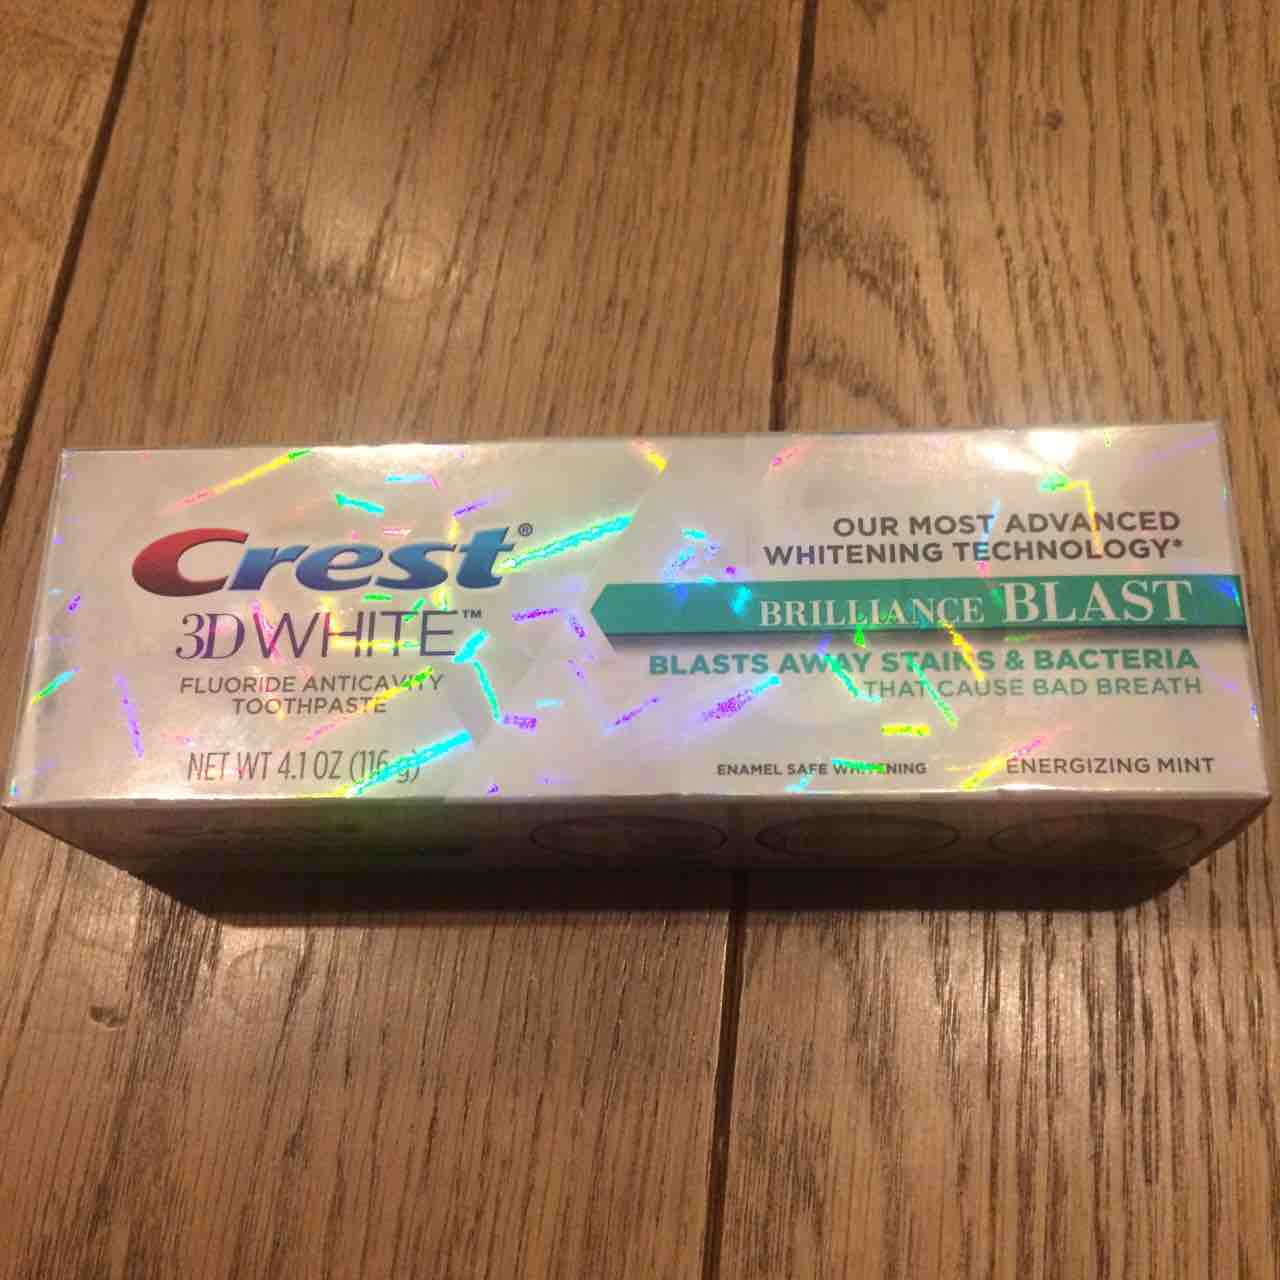 Crest®
3D WHITE™
FLUORIDE ANTICAVITY
TOOTHPASTE
NET WT 4.1 OZ (116 g)
OUR MOST ADVANCED
WHITENING TECHNOLOGY*
BRILLIANCE BLAST
BLASTS AWAY STAINS & BACTERIA
THAT CAUSE BAD BREATH
ENAMEL SAFE WHITENING
ENERGIZING MINT